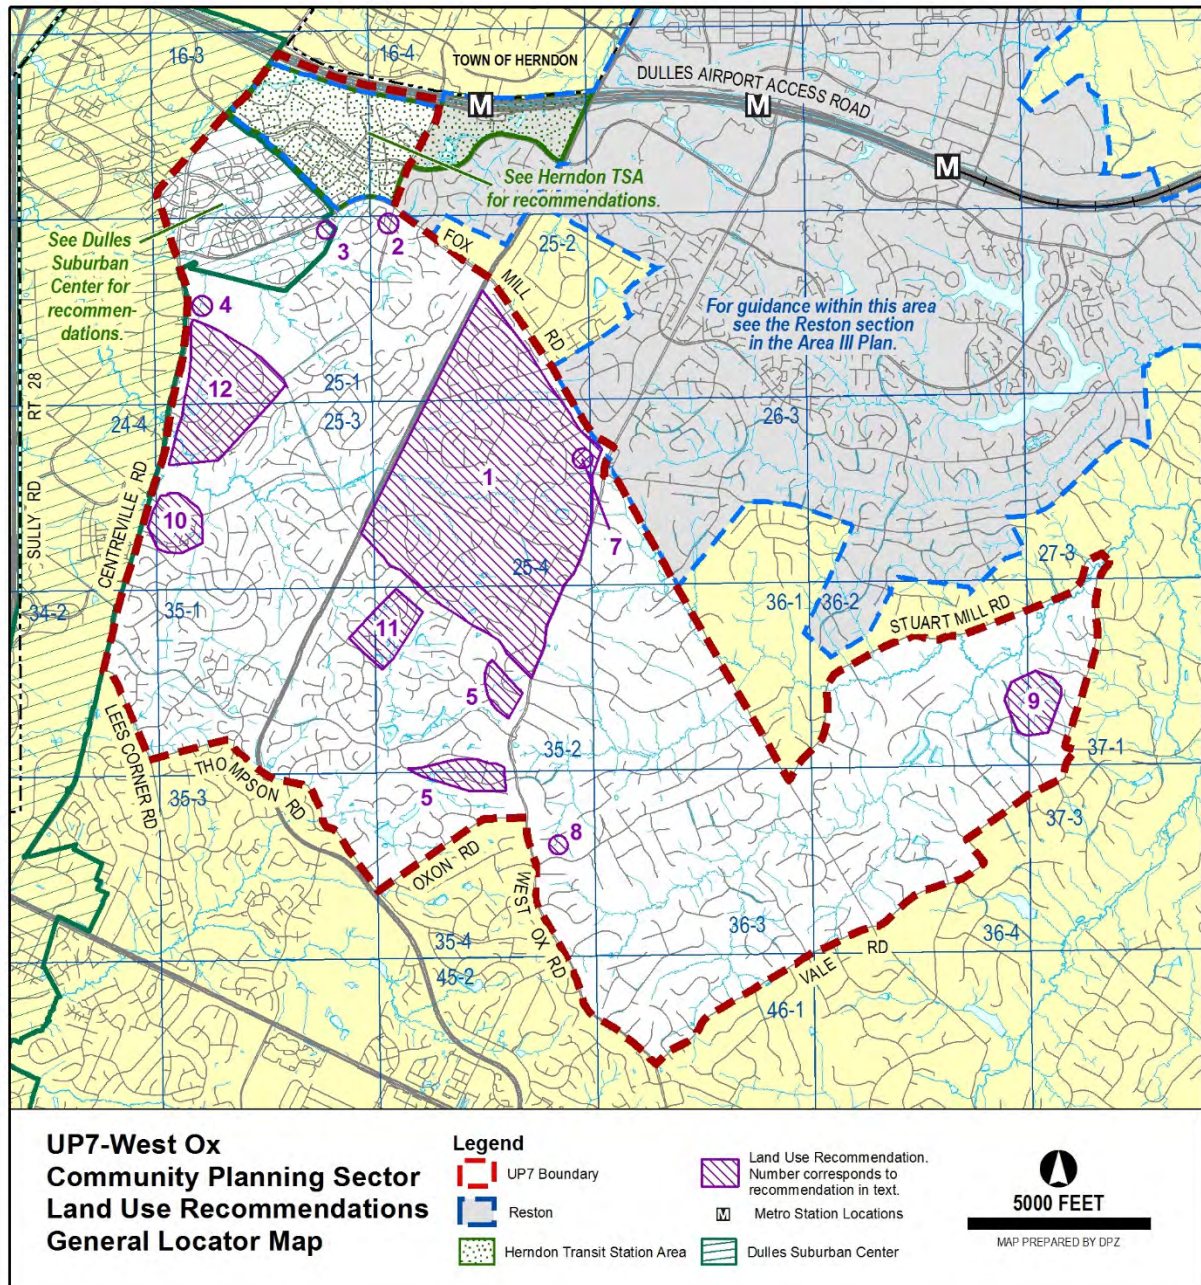 16-3
16-4
TOWN OF HERNDON
DULLES AIRPORT ACCESS ROAD
M
M
M
See Herndon TSA
for recommendations.
See Dulles
Suburban
Center for
recommen-
dations.
3
2
FOX MILL RD
25-2
For guidance within this area
see the Reston section
in the Area III Plan.
4
SULLY RD RT 28
12
25-1
25-3
24-4
26-3
CENTREVILLE RD
1
10
7
25-4
27-3
34-2
35-1
36-1
36-2
STUART MILL RD
11
5
9
LEES CORNER RD
35-2
37-1
THOMPSON RD
35-3
5
37-3
8
OXON RD
WEST OX RD
36-3
36-4
35-4
45-2
VALE RD
46-1
UP7-West Ox
Community Planning Sector
Land Use Recommendations
General Locator Map
Legend
UP7 Boundary
Reston
Herndon Transit Station Area
Land Use Recommendation.
Number corresponds to
recommendation in text.
M Metro Station Locations
Dulles Suburban Center
5000 FEET
MAP PREPARED BY DPZ